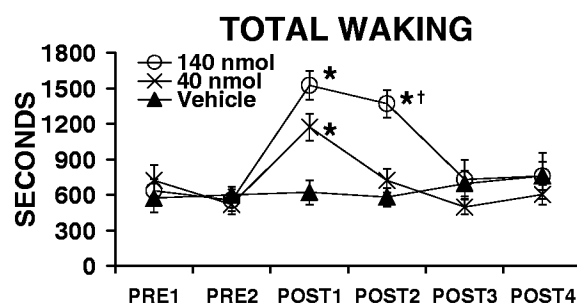 TOTAL WAKING
1800
1500
1200
900
600
300
0
SECONDS
140 nmol
40 nmol
Vehicle
*
*†
*
PRE1 PRE2 POST1 POST2 POST3 POST4